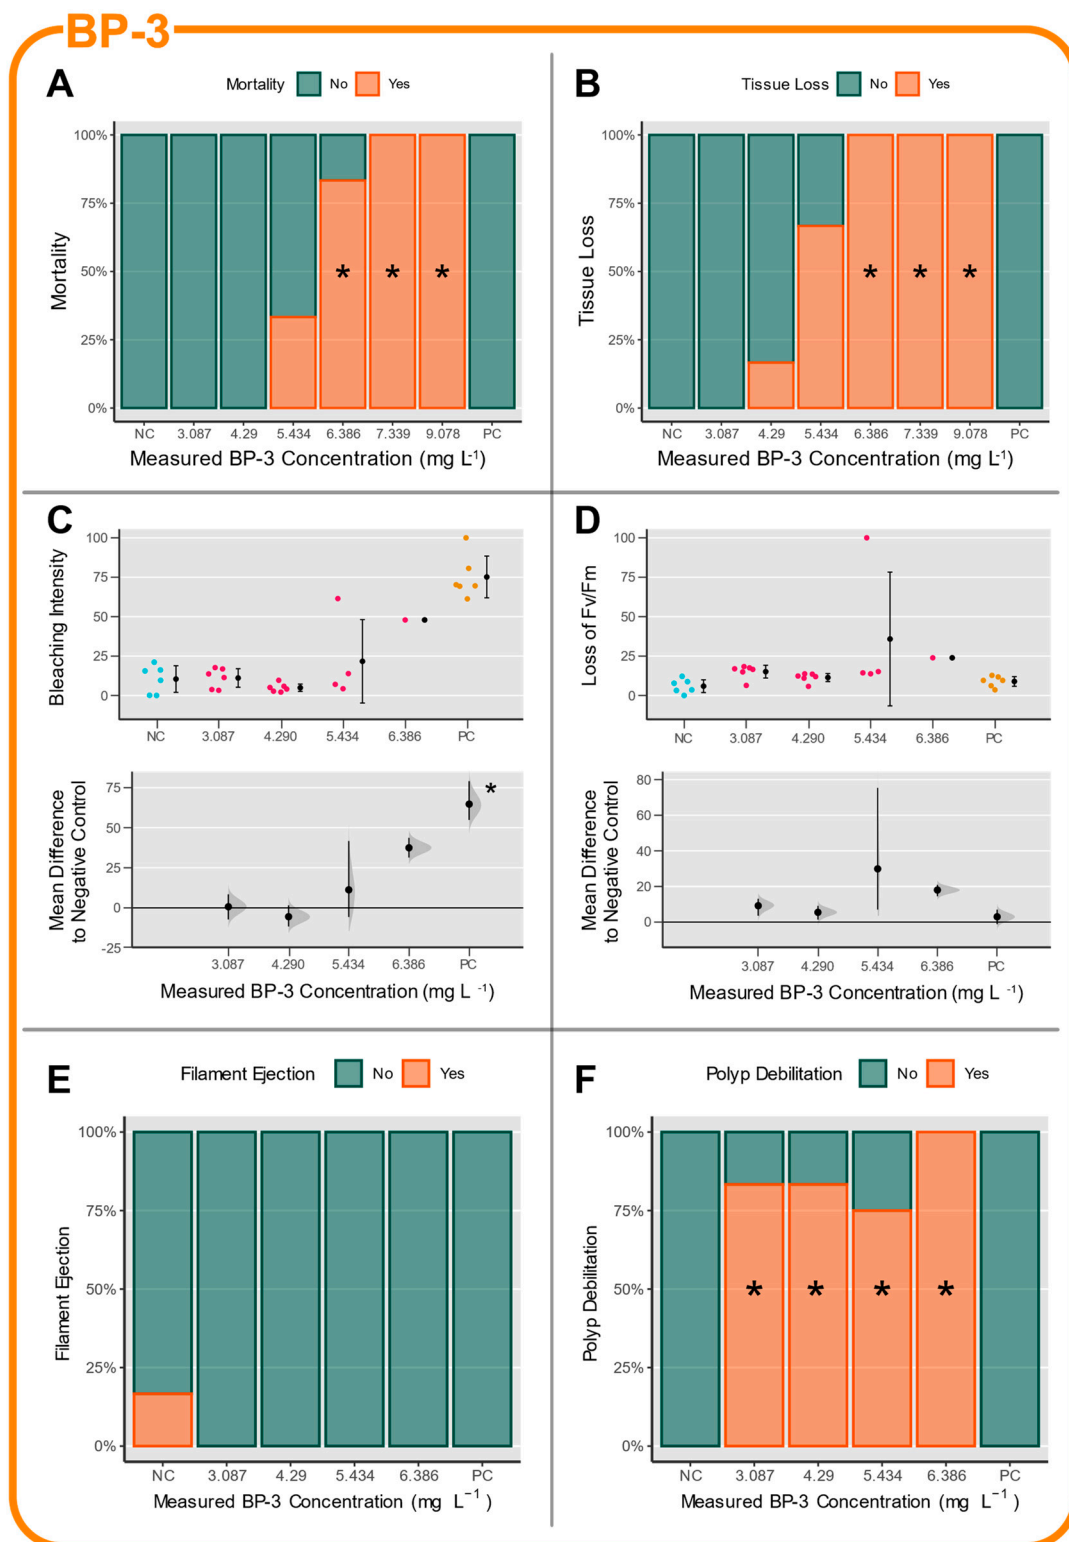 BP-3
A
Mortality No Yes
100%
75%
50%
25%
0%
Mortality
* * *
NC 3.087 4.29 5.434 6.386 7.339 9.078 PC
Measured BP-3 Concentration (mg L-1)
B
Tissue Loss No Yes
100%
75%
50%
25%
0%
Tissue Loss
* * *
NC 3.087 4.29 5.434 6.386 7.339 9.078 PC
Measured BP-3 Concentration (mg L-1)
C
100
75
50
25
0
Bleaching Intensity
NC 3.087 4.290 5.434 6.386 PC
75
50
25
0
-25
Mean Difference
to Negative Control
*
3.087 4.290 5.434 6.386 PC
Measured BP-3 Concentration (mg L -1)
D
100
75
50
25
0
Loss of Fv/Fm
NC 3.087 4.290 5.434 6.386 PC
80
60
40
20
0
Mean Difference
to Negative Control
3.087 4.290 5.434 6.386 PC
Measured BP-3 Concentration (mg L -1)
E
Filament Ejection No Yes
100%
75%
50%
25%
0%
Filament Ejection
NC 3.087 4.29 5.434 6.386 PC
Measured BP-3 Concentration (mg L−1 )
F
Polyp Debilitation No Yes
100%
75%
50%
25%
0%
Polyp Debilitation
* * * *
NC 3.087 4.29 5.434 6.386 PC
Measured BP-3 Concentration (mg L−1 )